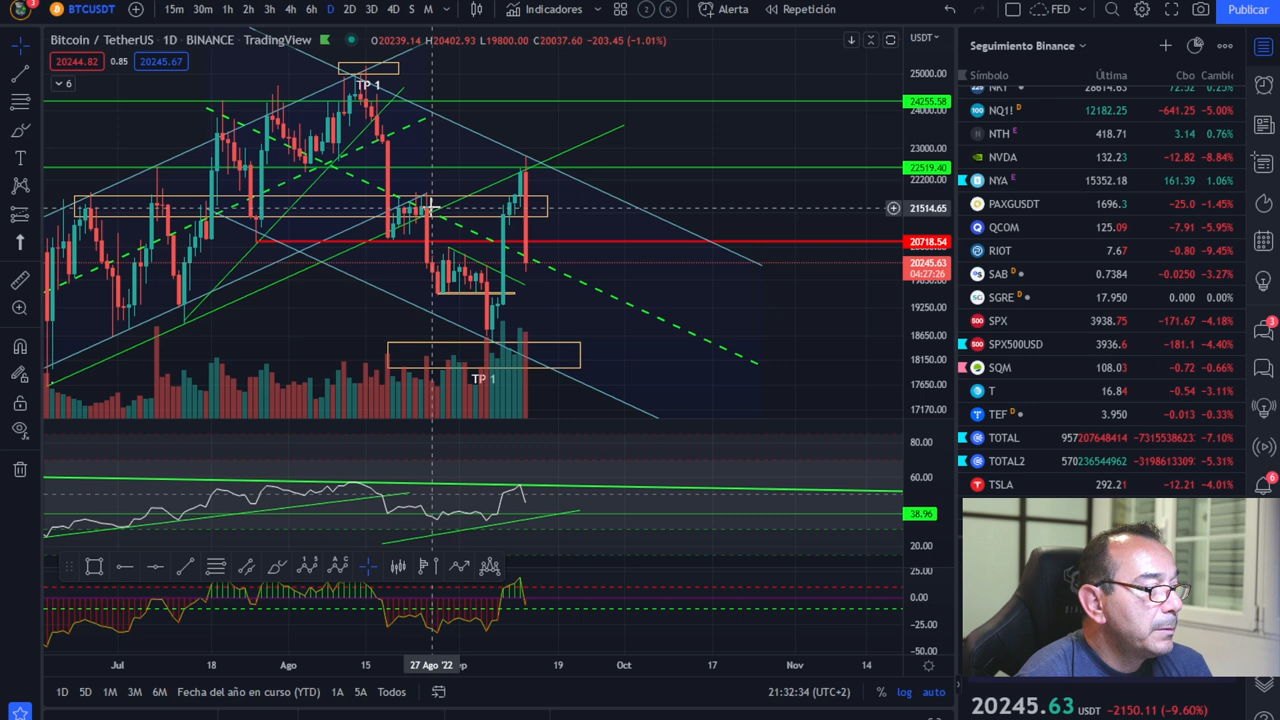 3 BTCUSDT 15m 30m 1h 2h 3h 4h 6h D 2D 3D 4D S M Indicadores 2 K Alerta Repetición FED Publicar
Bitcoin / TetherUS · 1D · BINANCE · TradingView O20239.14 H20402.93 L19800.00 C20037.60 −203.45 (−1.01%)
20244.82 0.85 20245.67
6
USDT
25000.00
24255.58
24000.00
23000.00
22519.40
22200.00
21514.65
20718.54
20245.63
04:27:26
19250.00
18650.00
18150.00
17650.00
17170.00
80.00
60.00
38.96
20.00
25.00
0.00
−25.00
−50.00
TP 1
TP 1
Jul 18 Ago 15 27 Ago '22 19 Oct 17 Nov 14
1D 5D 1M 3M 6M Fecha del año en curso (YTD) 1A 5A Todos 21:32:34 (UTC+2) % log auto
Seguimiento Binance
Símbolo Última Cbo Cambio
NKY 28614.63 72.52 0.25%
NQ1! D 12182.25 −641.25 −5.00%
NTH E 418.71 3.14 0.76%
NVDA 132.23 −12.82 −8.84%
NYA E 15352.18 161.39 1.06%
PAXGUSDT 1696.3 −25.0 −1.45%
QCOM 125.09 −7.91 −5.95%
RIOT 7.67 −0.80 −9.45%
SAB D 0.7384 −0.0250 −3.27%
SGRE D 17.950 0.000 0.00%
SPX 3938.75 −171.67 −4.18%
SPX500USD 3936.6 −181.1 −4.40%
SQM 108.03 −0.72 −0.66%
T 16.84 −0.54 −3.11%
TEF D 3.950 −0.013 −0.33%
TOTAL 957207648414 −7315538623 −7.10%
TOTAL2 570236544962 −3198613309 −5.31%
TSLA 292.21 −12.21 −4.01%
3
6
20245.63 USDT −2150.11 (−9.60%)